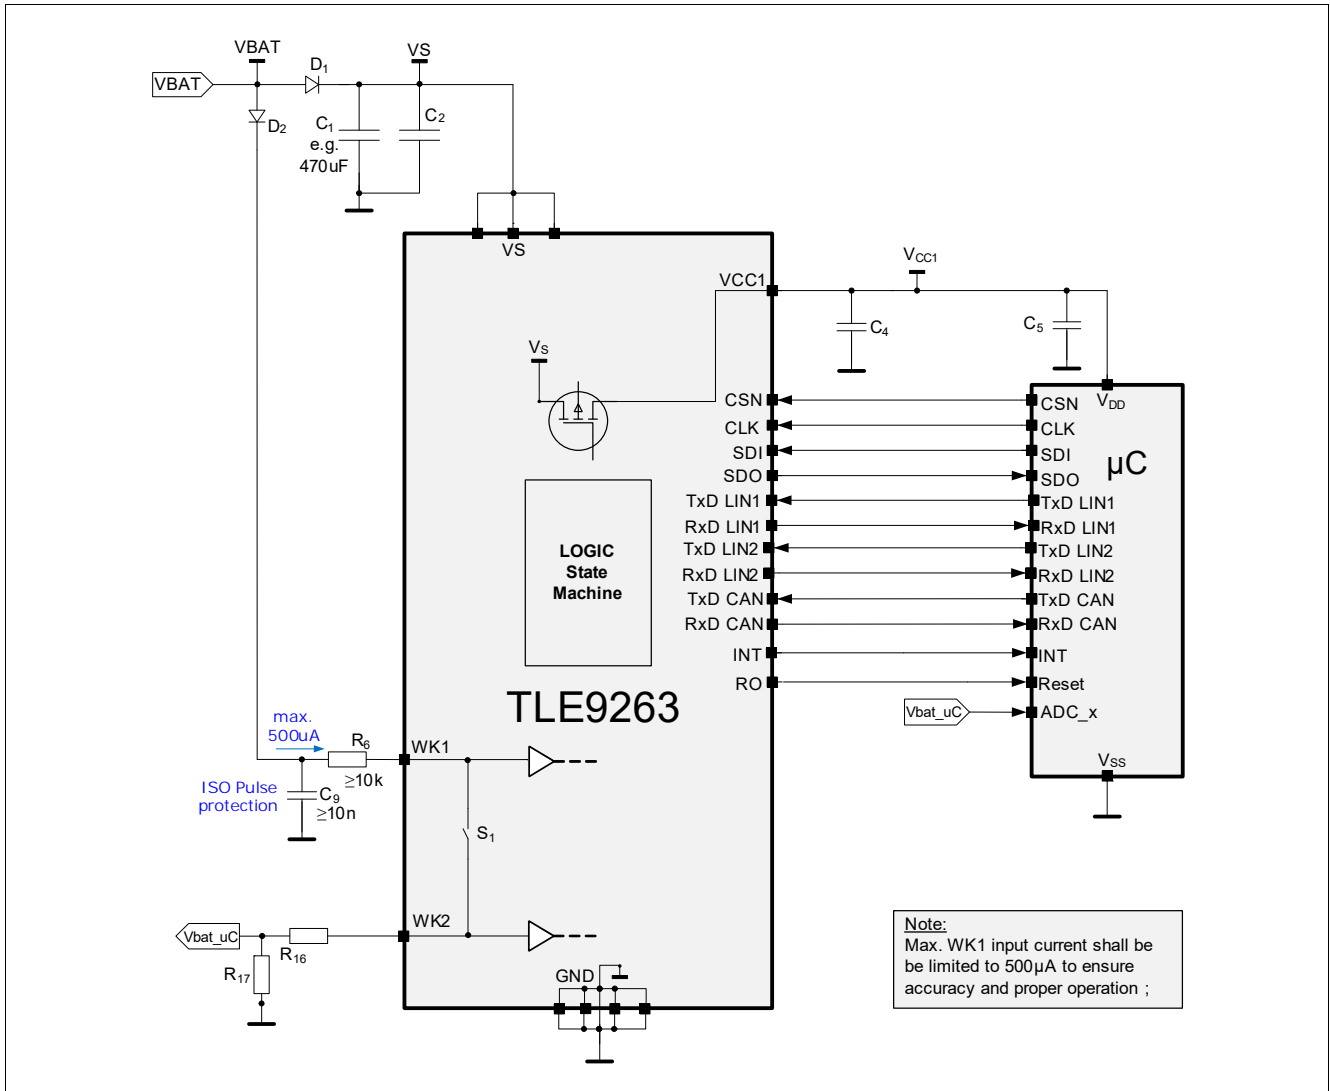 VBAT
VS
VBAT
D1
D2
C1
e.g.
470uF
C2
VS
VCC1
VCC1
C4
C5
VS
CSN
CLK
SDI
SDO
TxD LIN1
RxD LIN1
TxD LIN2
RxD LIN2
TxD CAN
RxD CAN
INT
RO
VDD
CSN
CLK
µC
SDI
SDO
TxD LIN1
RxD LIN1
TxD LIN2
RxD LIN2
TxD CAN
RxD CAN
INT
Reset
ADC_x
VSS
Vbat_uC
LOGIC
State
Machine
TLE9263
max.
500uA
R6
≥10k
WK1
ISO Pulse
protection
C9
≥10n
S1
WK2
Vbat_uC
R16
R17
GND
Note:
Max. WK1 input current shall be
be limited to 500µA to ensure
accuracy and proper operation ;